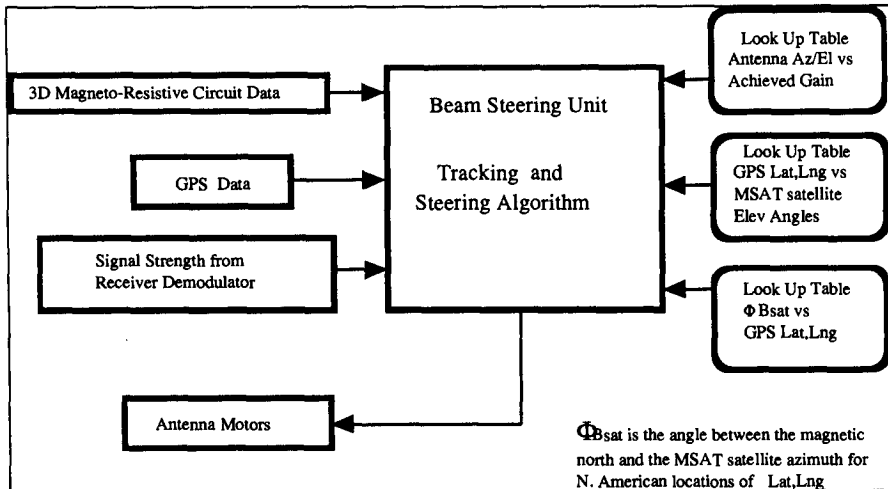 3D Magneto-Resistive Circuit Data
GPS Data
Signal Strength from
Receiver Demodulator
Antenna Motors
Beam Steering Unit
Tracking and
Steering Algorithm
Look Up Table
Antenna Az/El vs
Achieved Gain
Look Up Table
GPS Lat,Lng vs
MSAT satellite
Elev Angles
Look Up Table
Φ Bsat vs
GPS Lat,Lng
ΦBsat is the angle between the magnetic
north and the MSAT satellite azimuth for
N. American locations of Lat,Lng